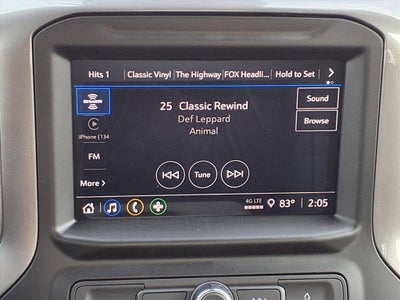 Hits 1 Classic Vinyl The Highway FOX Headli... Hold to Set
25 Classic Rewind
Def Leppard
Animal
Sound
Browse
iPhone (134
FM
More
Tune
4G LTE
83°
2:05